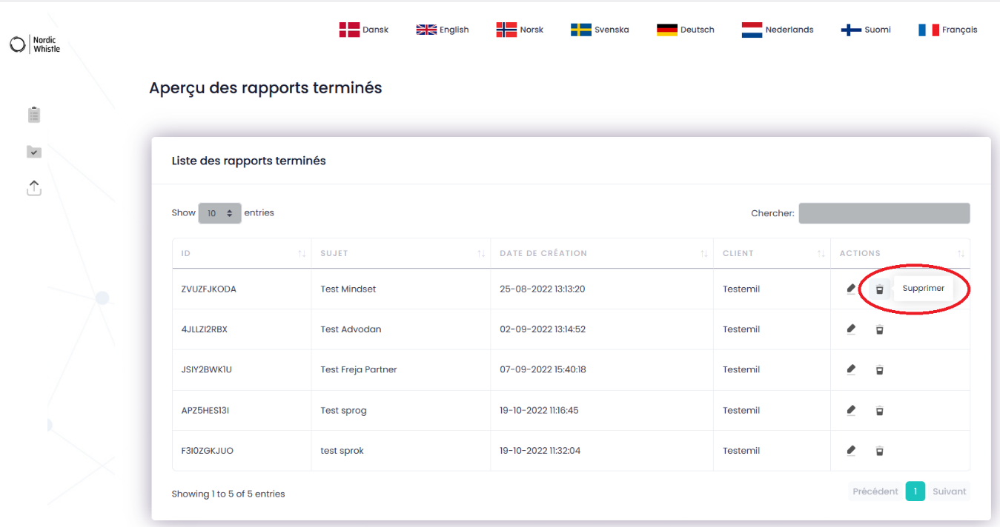 Nordic
Whistle
Dansk English Norsk Svenska Deutsch Nederlands Suomi Français
Aperçu des rapports terminés
Liste des rapports terminés
Show 10 entries Chercher:
ID SUJET DATE DE CRÉATION CLIENT ACTIONS
ZVUZFJKODA Test Mindset 25-08-2022 13:13:20 Testemil Supprimer
4JLLZI2RBX Test Advodan 02-09-2022 13:14:52 Testemil
JSIY2BWK1U Test Freja Partner 07-09-2022 15:40:18 Testemil
APZ5HES13I Test sprog 19-10-2022 11:16:45 Testemil
F3I0ZGKJUO test sprok 19-10-2022 11:32:04 Testemil
Showing 1 to 5 of 5 entries Précédent 1 Suivant